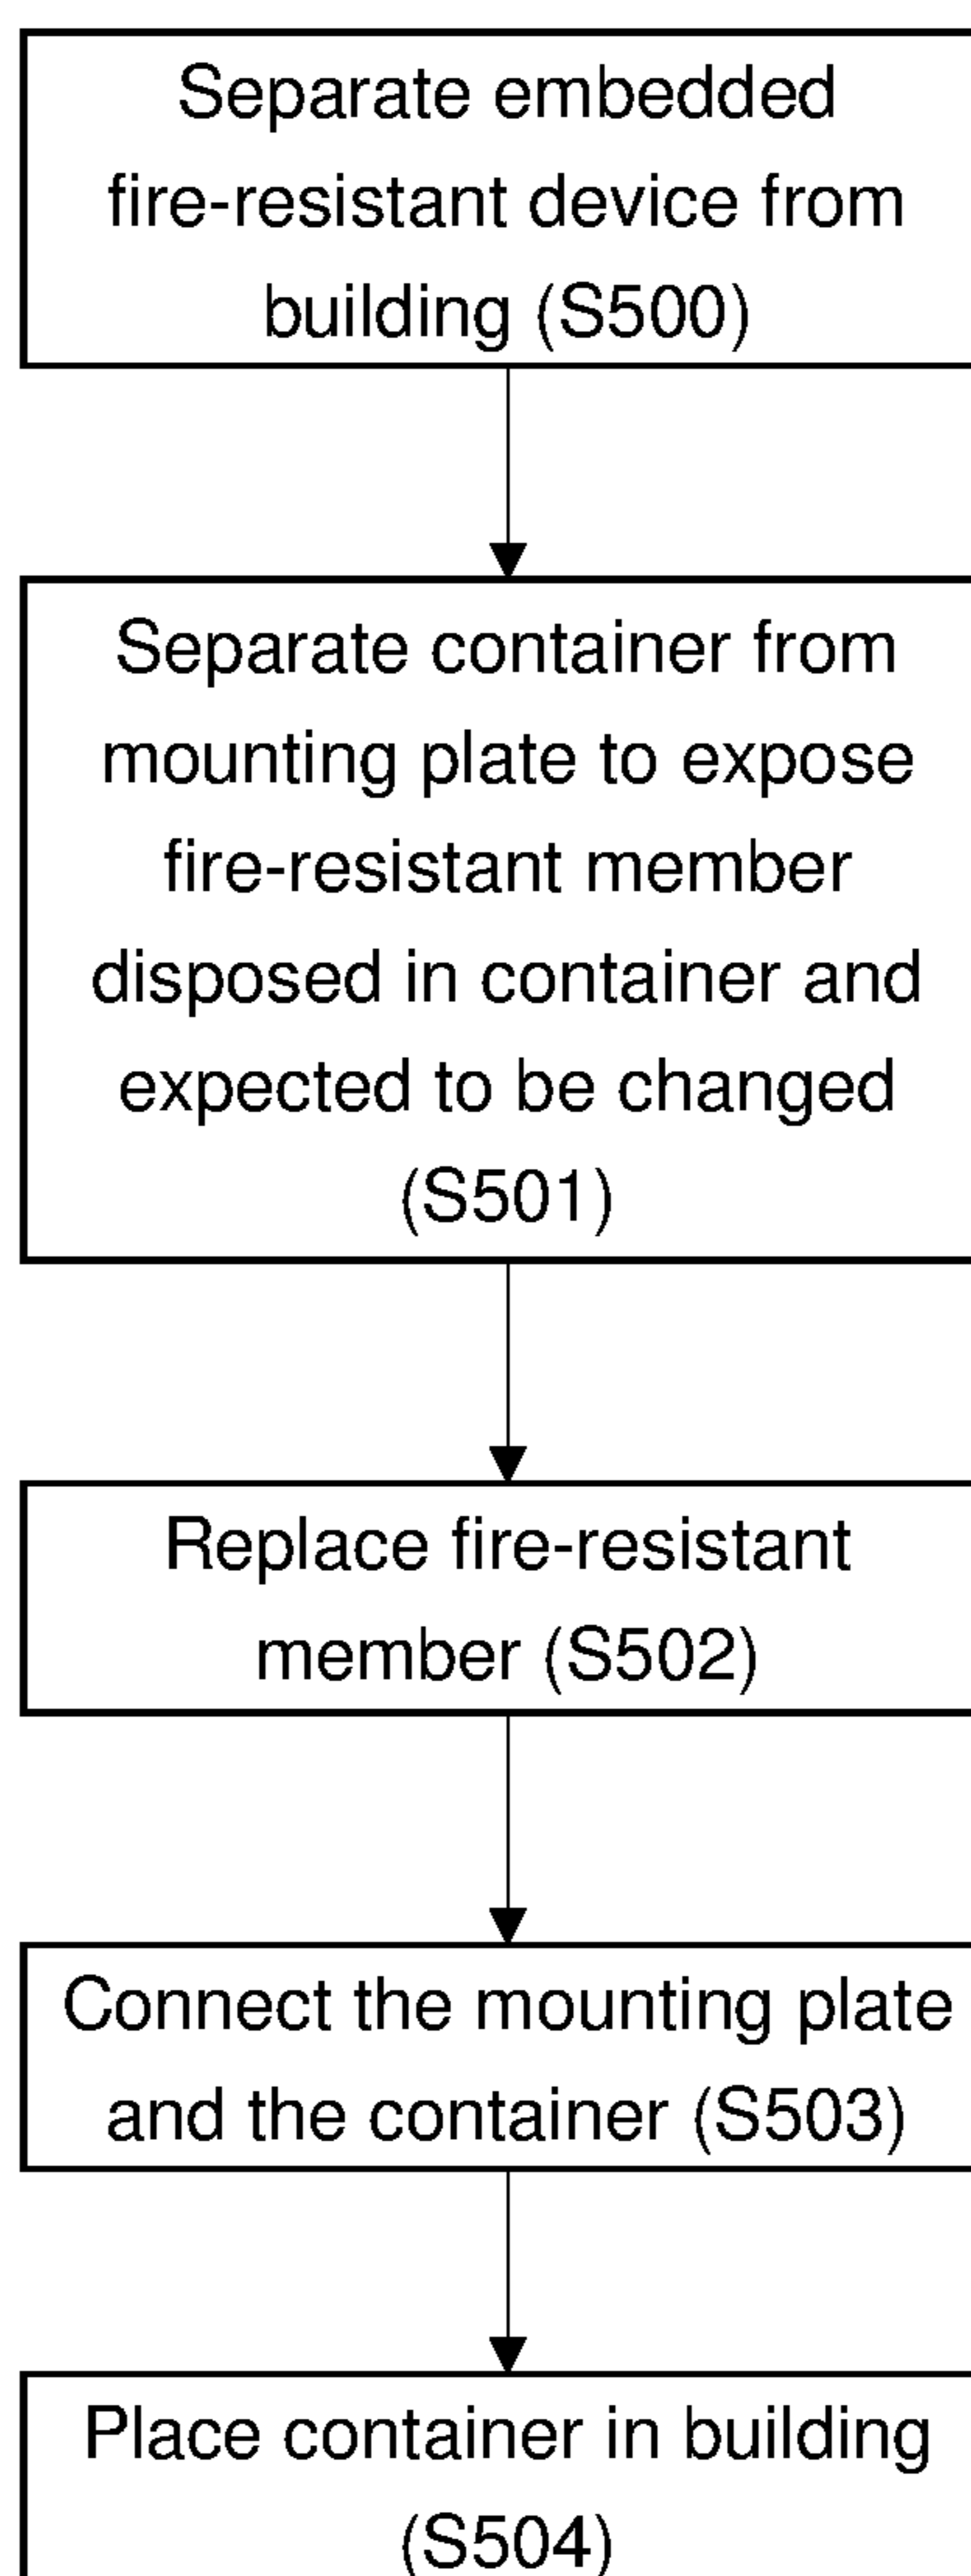 Separate embedded
fire-resistant device from
building (S500)
Separate container from
mounting plate to expose
fire-resistant member
disposed in container and
expected to be changed
(S501)
Replace fire-resistant
member (S502)
Connect the mounting plate
and the container (S503)
Place container in building
(S504)